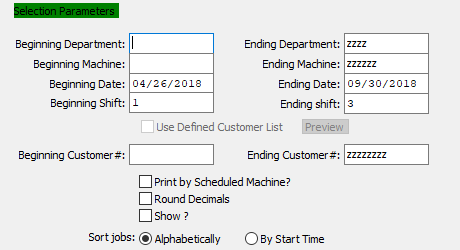 Selection Parameters
Beginning Department: Ending Department: zzzz
Beginning Machine: Ending Machine: zzzzzz
Beginning Date: 04/26/2018 Ending Date: 09/30/2018
Beginning Shift: 1 Ending shift: 3
Use Defined Customer List Preview
Beginning Customer#: Ending Customer#: zzzzzzzz
Print by Scheduled Machine?
Round Decimals
Show ?
Sort jobs: Alphabetically By Start Time